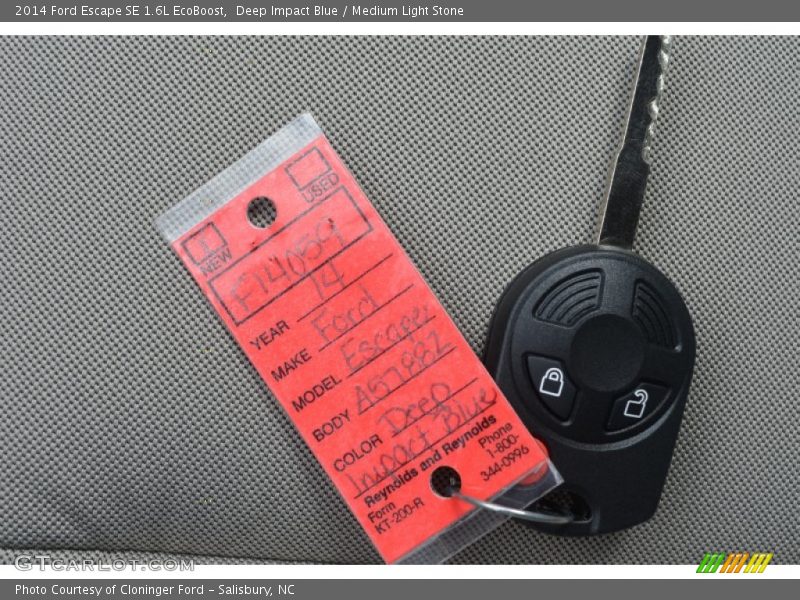 2014 Ford Escape SE 1.6L EcoBoost, Deep Impact Blue / Medium Light Stone
USED
NEW
F14059
YEAR 14
MAKE Ford
MODEL Escape
BODY A57982
COLOR Deep
Impact Blue
Reynolds and Reynolds
Form
KT-200-R
Phone
1-800-
344-0996
GTCARLOT.COM
Photo Courtesy of Cloninger Ford – Salisbury, NC